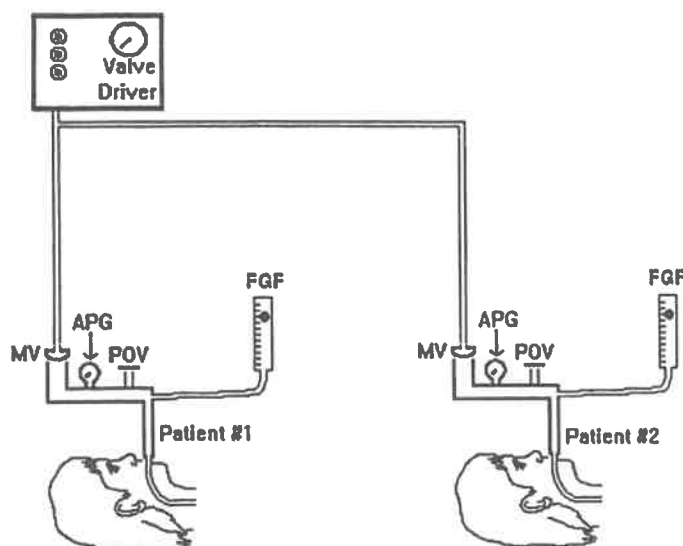 Valve
Driver
FGF
APG
MV
POV
Patient #1
FGF
APG
MV
POV
Patient #2